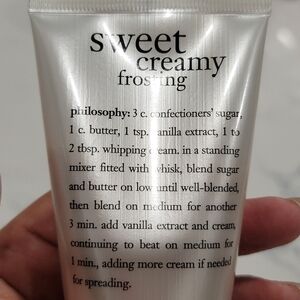 sweet
creamy
frosting
philosophy: 3 c. confectioners' sugar,
1 c. butter, 1 tsp. vanilla extract, 1 to
2 tbsp. whipping cream. in a standing
mixer fitted with whisk, blend sugar
and butter on low until well-blended,
then blend on medium for another
3 min. add vanilla extract and cream,
continuing to beat on medium for
1 min., adding more cream if needed
for spreading.